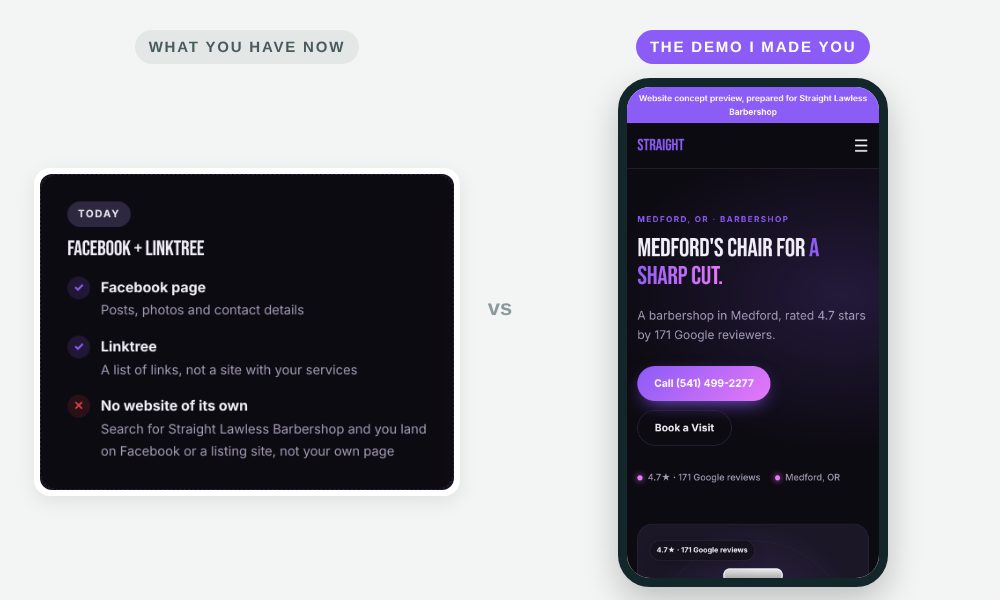 WHAT YOU HAVE NOW
THE DEMO I MADE YOU
TODAY
FACEBOOK + LINKTREE
Facebook page
Posts, photos and contact details
Linktree
A list of links, not a site with your services
No website of its own
Search for Straight Lawless Barbershop and you land
on Facebook or a listing site, not your own page
vs
Website concept preview, prepared for Straight Lawless
Barbershop
STRAIGHT
MEDFORD, OR · BARBERSHOP
MEDFORD'S CHAIR FOR A
SHARP CUT.
A barbershop in Medford, rated 4.7 stars
by 171 Google reviewers.
Call (541) 499-2277
Book a Visit
4.7★ · 171 Google reviews
Medford, OR
4.7★ · 171 Google reviews